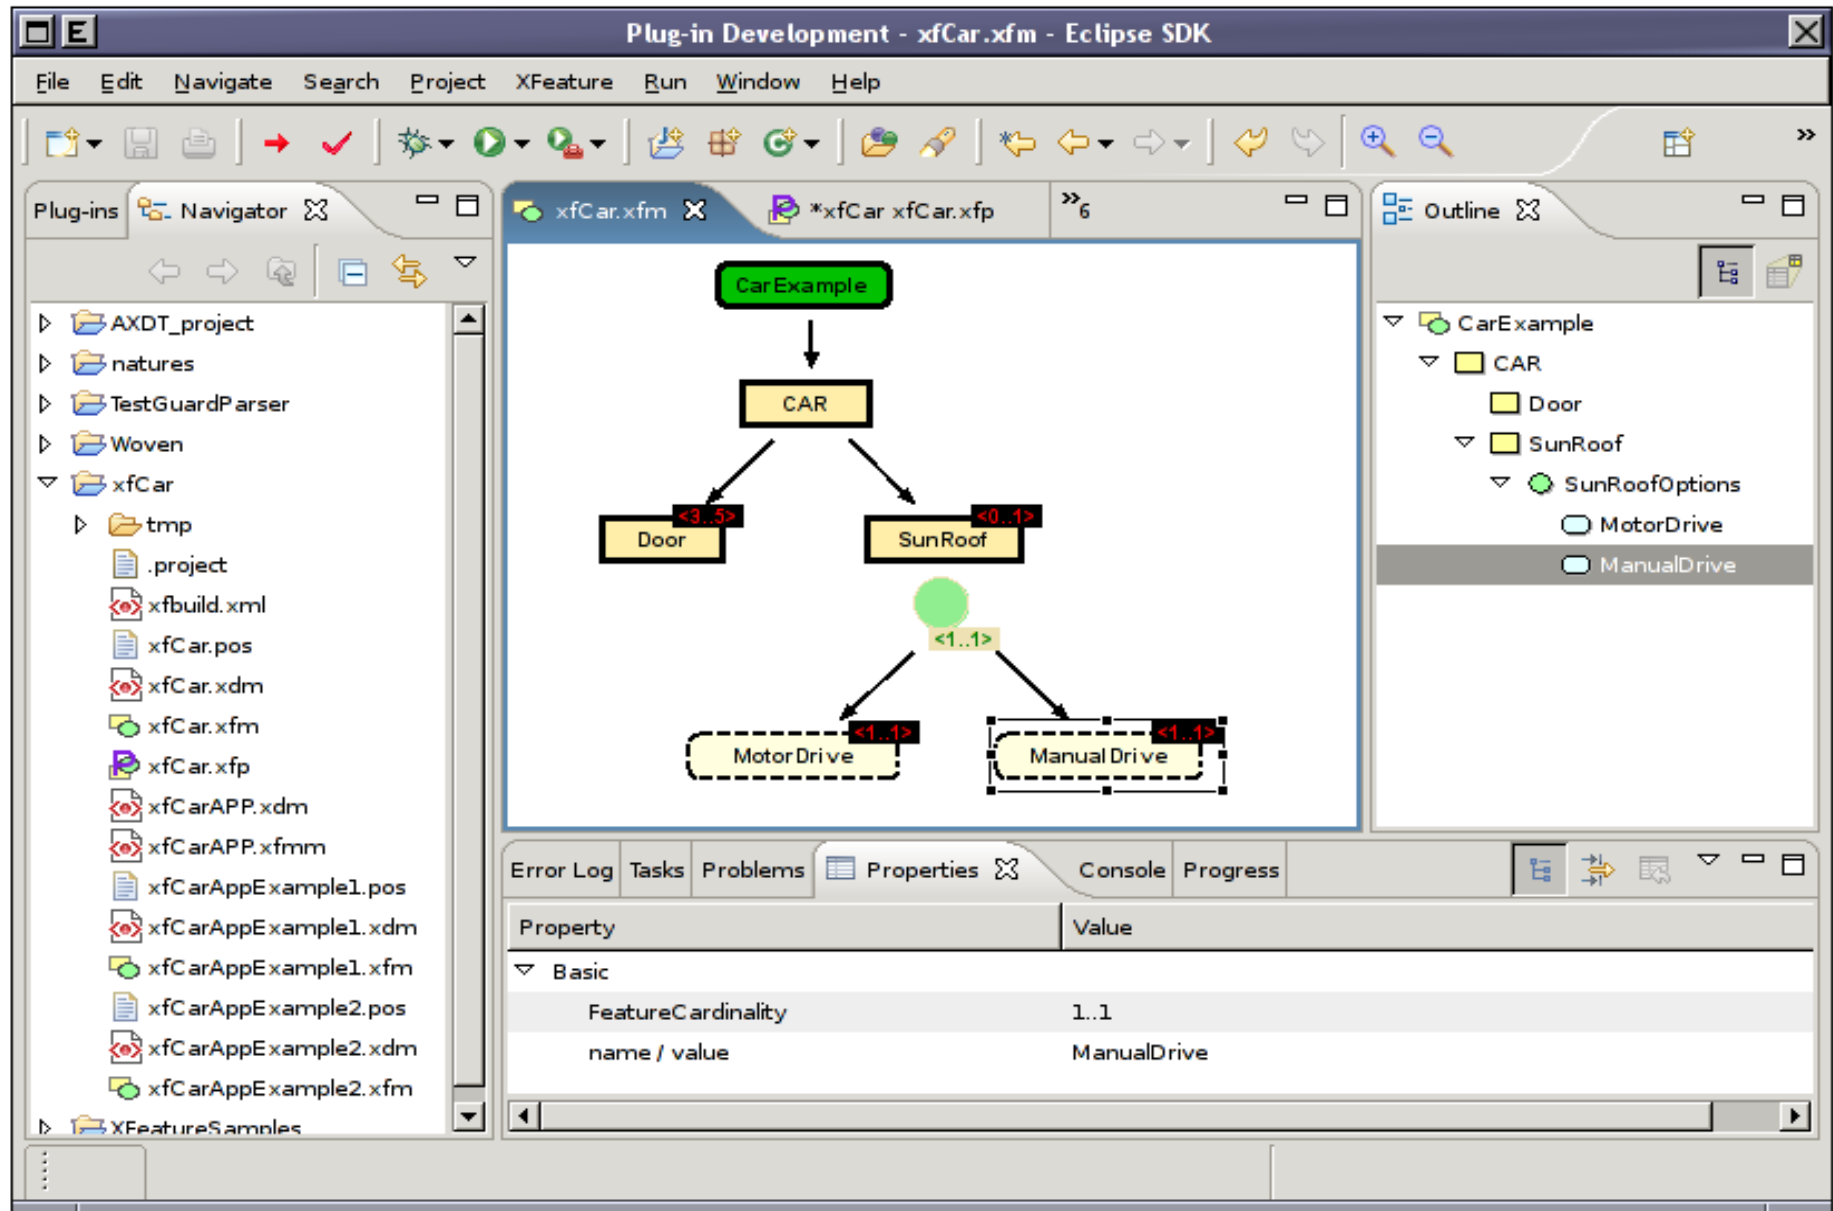 E
Plug-in Development - xfCar.xfm - Eclipse SDK
File Edit Navigate Search Project XFeature Run Window Help
»
Plug-ins Navigator
AXDT_project
natures
TestGuardParser
Woven
xfCar
tmp
.project
xfbuild.xml
xfCar.pos
xfCar.xdm
xfCar.xfm
xfCar.xfp
xfCarAPP.xdm
xfCarAPP.xfmm
xfCarAppExample1.pos
xfCarAppExample1.xdm
xfCarAppExample1.xfm
xfCarAppExample2.pos
xfCarAppExample2.xdm
xfCarAppExample2.xfm
XFeatureSamples
xfCar.xfm *xfCar xfCar.xfp »6
CarExample
CAR
<3..5> <0..1>
Door SunRoof
<1..1>
<1..1> <1..1>
MotorDrive ManualDrive
Outline
CarExample
CAR
Door
SunRoof
SunRoofOptions
MotorDrive
ManualDrive
Error Log Tasks Problems Properties Console Progress
Property Value
Basic
FeatureCardinality 1..1
name / value ManualDrive